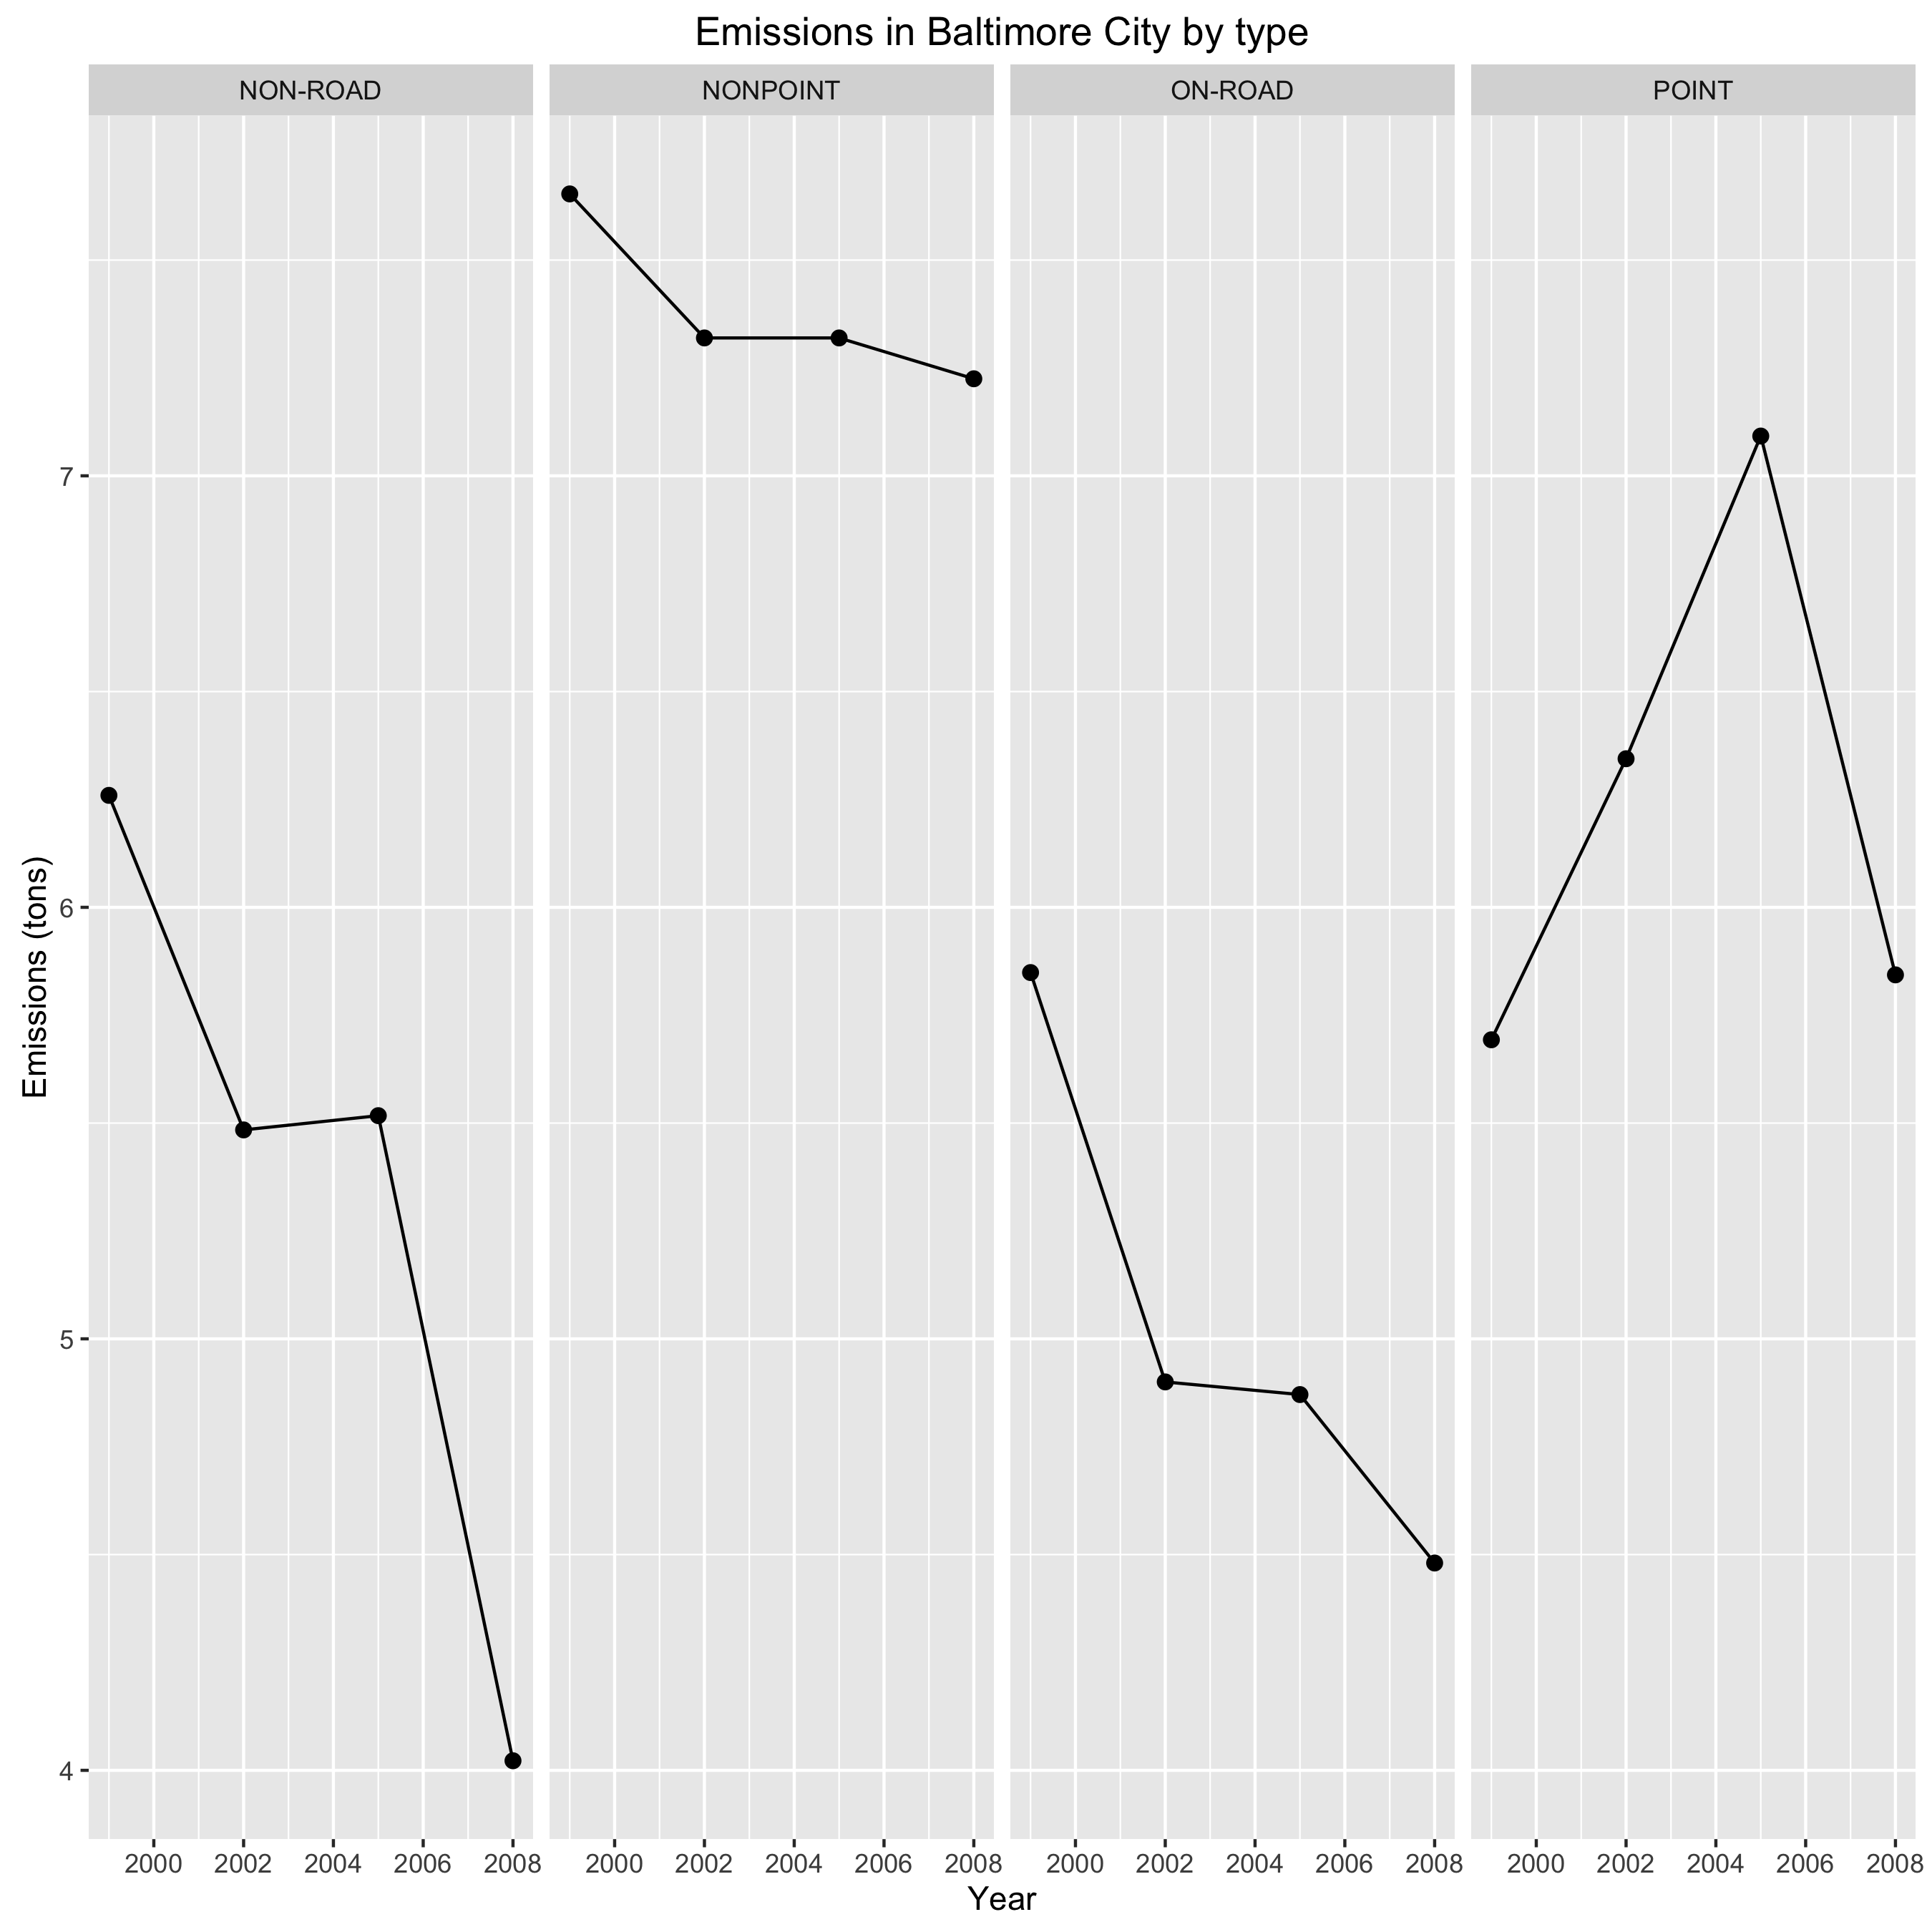 Emissions in Baltimore City by type
NON-ROAD NONPOINT ON-ROAD POINT
7
6
5
4
Emissions (tons)
2000 2002 2004 2006 2008 2000 2002 2004 2006 2008 2000 2002 2004 2006 2008 2000 2002 2004 2006 2008
Year